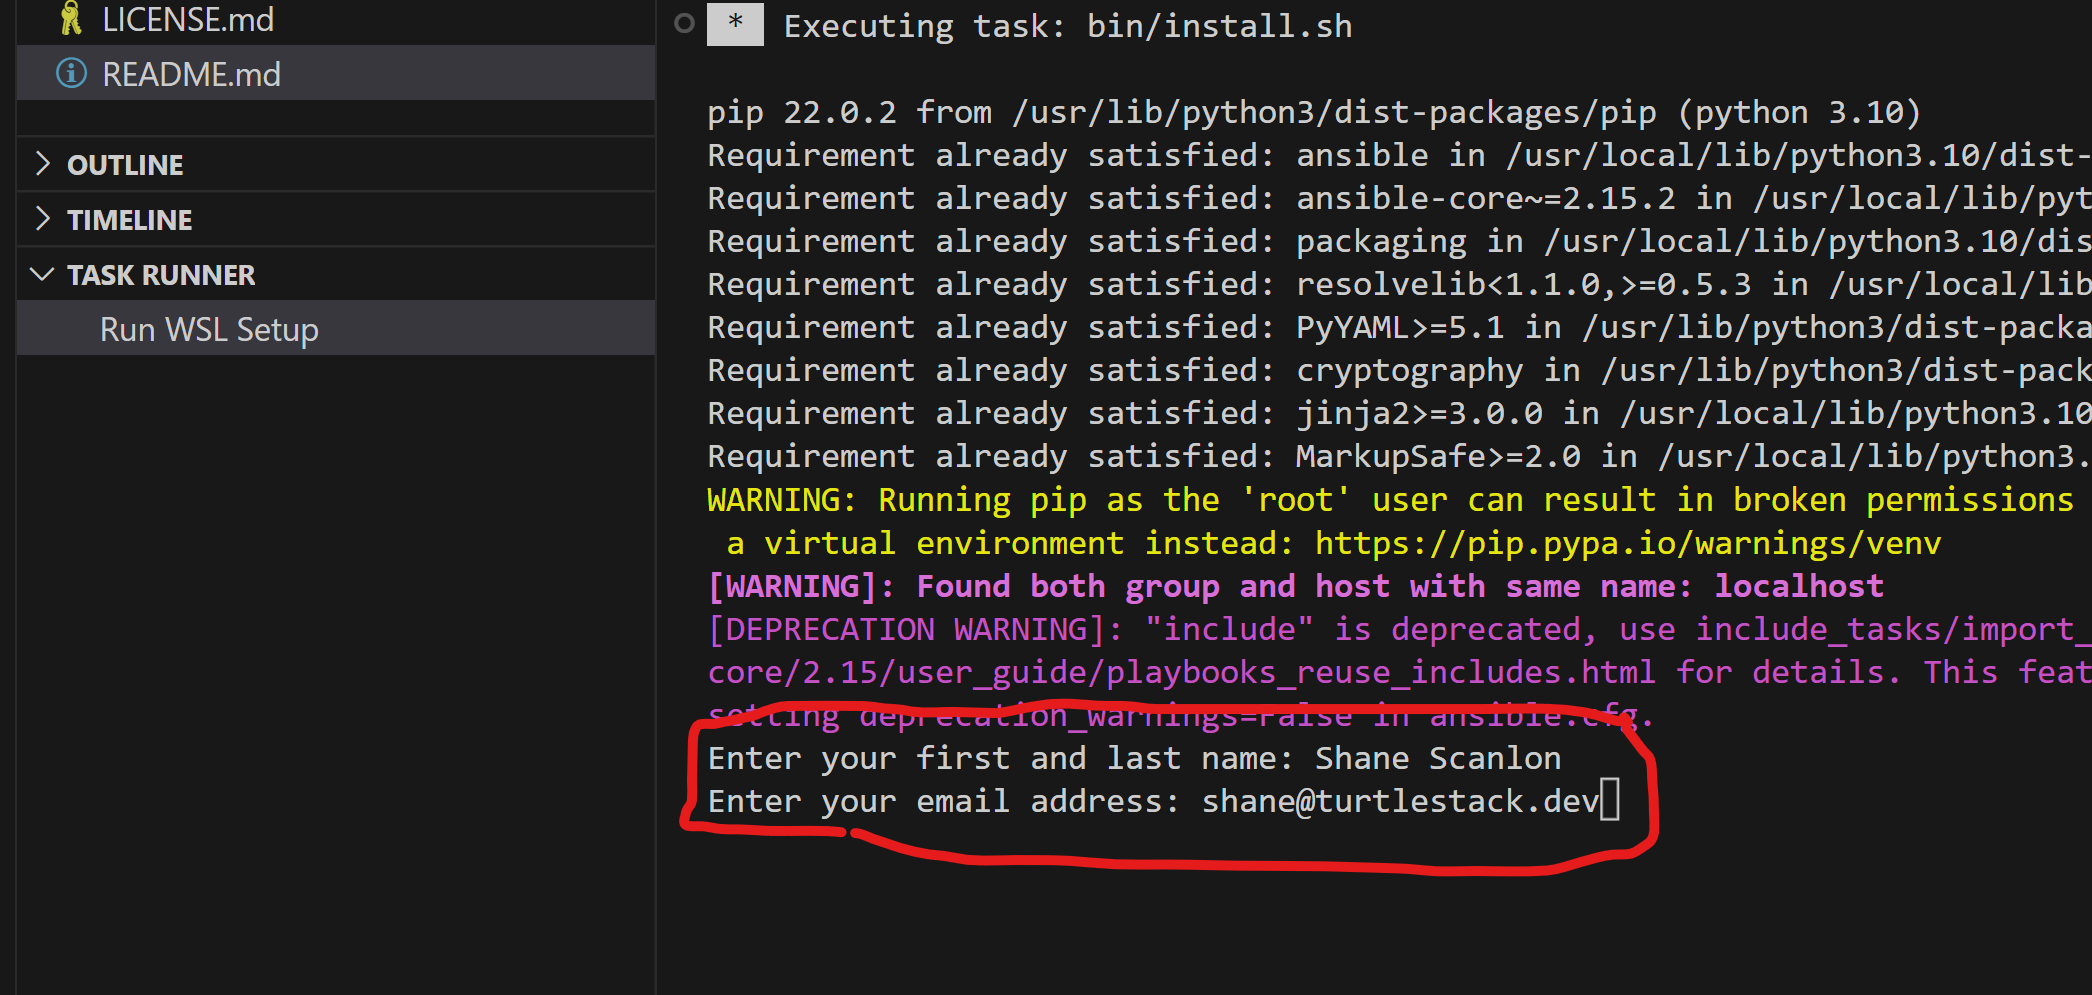 LICENSE.md
README.md
OUTLINE
TIMELINE
TASK RUNNER
Run WSL Setup
* Executing task: bin/install.sh
pip 22.0.2 from /usr/lib/python3/dist-packages/pip (python 3.10)
Requirement already satisfied: ansible in /usr/local/lib/python3.10/dist-
Requirement already satisfied: ansible-core~=2.15.2 in /usr/local/lib/pyt
Requirement already satisfied: packaging in /usr/local/lib/python3.10/dis
Requirement already satisfied: resolvelib<1.1.0,>=0.5.3 in /usr/local/lib
Requirement already satisfied: PyYAML>=5.1 in /usr/lib/python3/dist-packa
Requirement already satisfied: cryptography in /usr/lib/python3/dist-pack
Requirement already satisfied: jinja2>=3.0.0 in /usr/local/lib/python3.10
Requirement already satisfied: MarkupSafe>=2.0 in /usr/local/lib/python3.
WARNING: Running pip as the 'root' user can result in broken permissions
a virtual environment instead: https://pip.pypa.io/warnings/venv
[WARNING]: Found both group and host with same name: localhost
[DEPRECATION WARNING]: "include" is deprecated, use include_tasks/import_
core/2.15/user_guide/playbooks_reuse_includes.html for details. This feat
setting deprecation_warnings=False in ansible.cfg.
Enter your first and last name: Shane Scanlon
Enter your email address: shane@turtlestack.dev